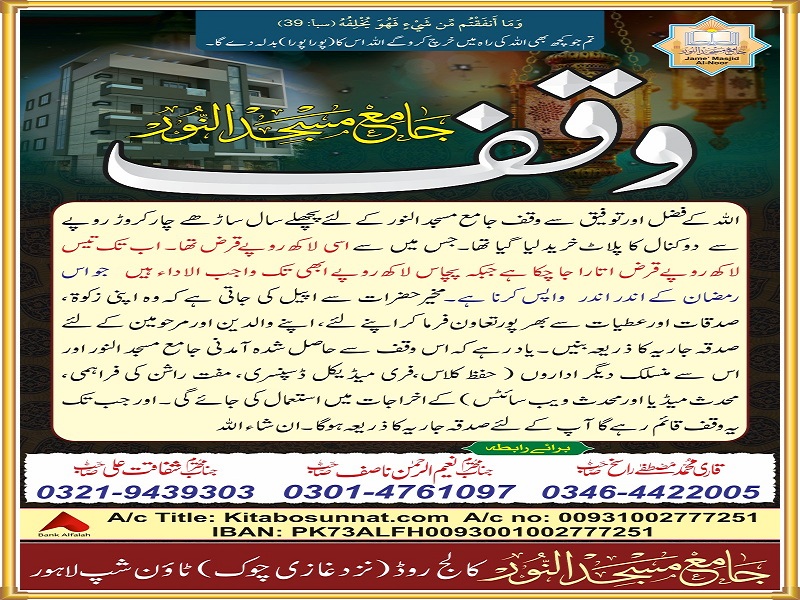 وَمَا أَنفَقْتُم مِّن شَيْءٍ فَهُوَ يُخْلِفُهُ (سبا: 39)
تم جو کچھ بھی اللہ کی راہ میں خرچ کرو گے اللہ اس کا (پورا پورا) بدلہ دے گا۔
جامع مسجد النور
Jame' Masjid
Al-Noor
جامع مسجد النُّور
وقف
اللہ کے فضل اور توفیق سے وقف جامع مسجد النور کے لئے پچھلے سال ساڑھے چار کروڑ روپے
سے دو کنال کا پلاٹ خرید لیا گیا تھا۔ جس میں سے اسی لاکھ روپے قرض تھا۔ اب تک تیس
لاکھ روپے قرض اتارا جا چکا ہے جبکہ پچاس لاکھ روپے ابھی تک واجب الاداء ہیں جو اس
رمضان کے اندر اندر واپس کرنا ہے۔ مخیر حضرات سے اپیل کی جاتی ہے کہ وہ اپنی زکوۃ،
صدقات اور عطیات سے بھر پور تعاون فرما کر اپنے لئے، اپنے والدین اور مرحومین کے لئے
صدقہ جاریہ کا ذریعہ بنیں۔ یاد رہے کہ اس وقف سے حاصل شدہ آمدنی جامع مسجد النور اور
اس سے منسلک دیگر اداروں ( حفظ کلاس، فری میڈیکل ڈسپنسری، مفت راشن کی فراہمی،
محدث میڈیا اور محدث ویب سائٹس ) کے اخراجات میں استعمال کی جائے گی۔ اور جب تک
یہ وقف قائم رہے گا آپ کے لئے صدقہ جاریہ کا ذریعہ ہوگا۔ ان شاء اللہ
برائے رابطہ
قاری محمد مصطفیٰ راسخ صاحب
0346-4422005
جناب محترم نعیم الرحمٰن ناصف صاحب
0301-4761097
جناب محترم شفاقت علی صاحب
0321-9439303
Bank Alfalah
A/c Title: Kitabosunnat.com A/c no: 00931002777251
IBAN: PK73ALFH0093001002777251
جامع مسجد النُّور کالج روڈ (نزد غازی چوک) ٹاؤن شپ لاہور